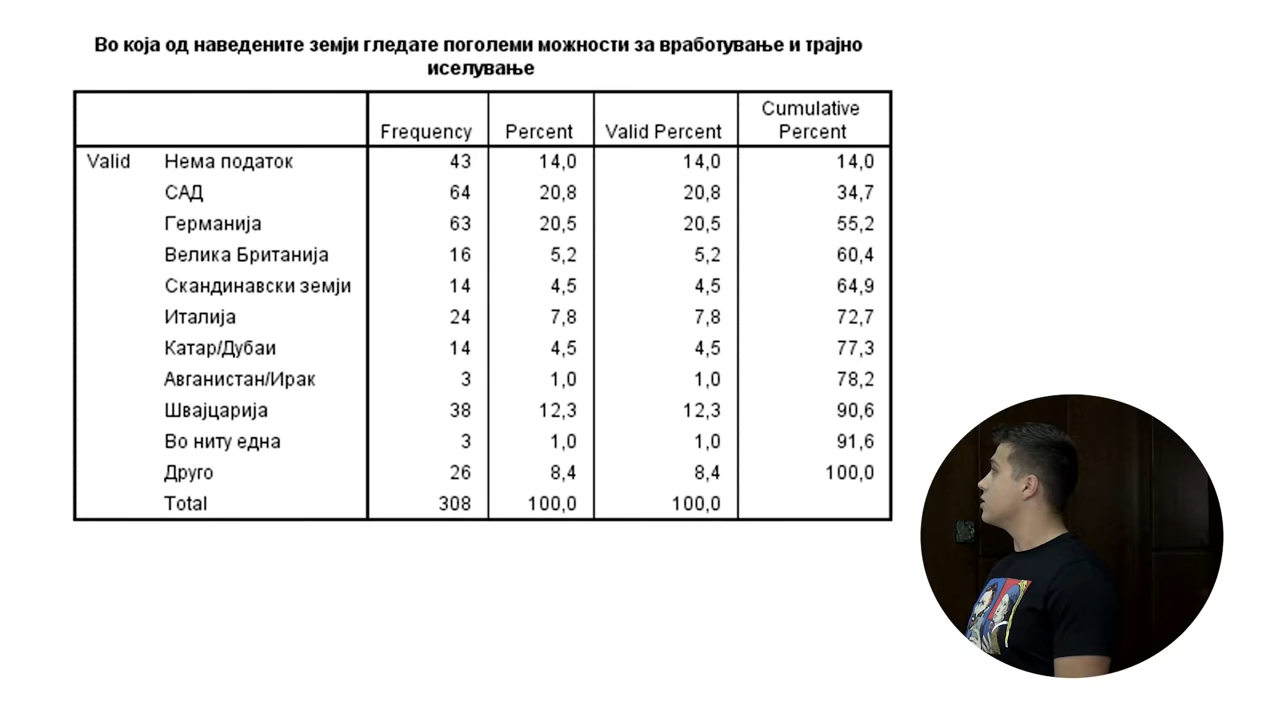 Во која од наведените земји гледате поголеми можности за вработување и трајно
иселување
Frequency Percent Valid Percent Cumulative Percent
Valid Нема податок 43 14,0 14,0 14,0
САД 64 20,8 20,8 34,7
Германија 63 20,5 20,5 55,2
Велика Британија 16 5,2 5,2 60,4
Скандинавски земји 14 4,5 4,5 64,9
Италија 24 7,8 7,8 72,7
Катар/Дубаи 14 4,5 4,5 77,3
Авганистан/Ирак 3 1,0 1,0 78,2
Швајцарија 38 12,3 12,3 90,6
Во ниту една 3 1,0 1,0 91,6
Друго 26 8,4 8,4 100,0
Total 308 100,0 100,0